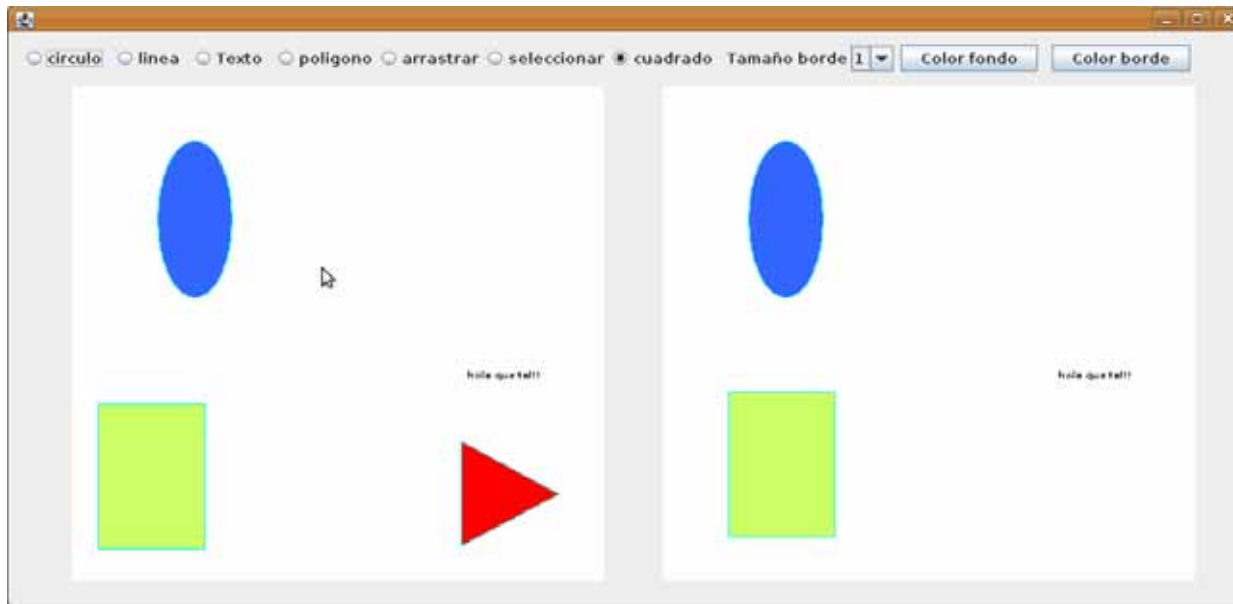 circulo linea Texto poligono arrastrar seleccionar cuadrado Tamaño borde 1 Color fondo Color borde
hola que tal!! hola que tal!!